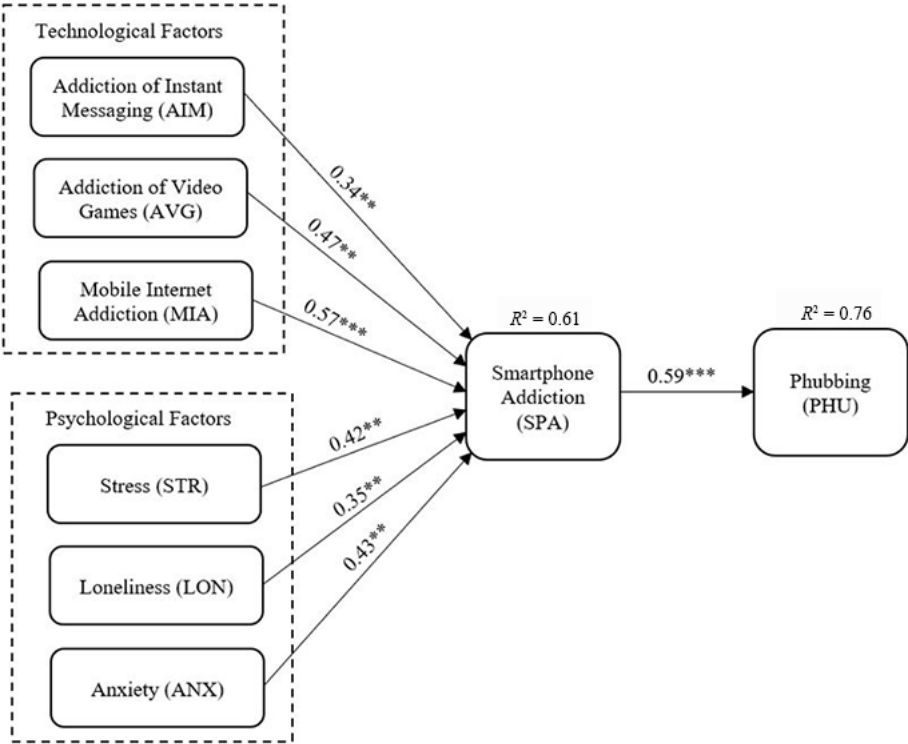 Technological Factors
Addiction of Instant
Messaging (AIM)
Addiction of Video
Games (AVG)
Mobile Internet
Addiction (MIA)
0.34**
0.47**
0.57***
Psychological Factors
Stress (STR)
Loneliness (LON)
Anxiety (ANX)
0.42**
0.35**
0.43**
R² = 0.61
Smartphone
Addiction
(SPA)
0.59***
R² = 0.76
Phubbing
(PHU)